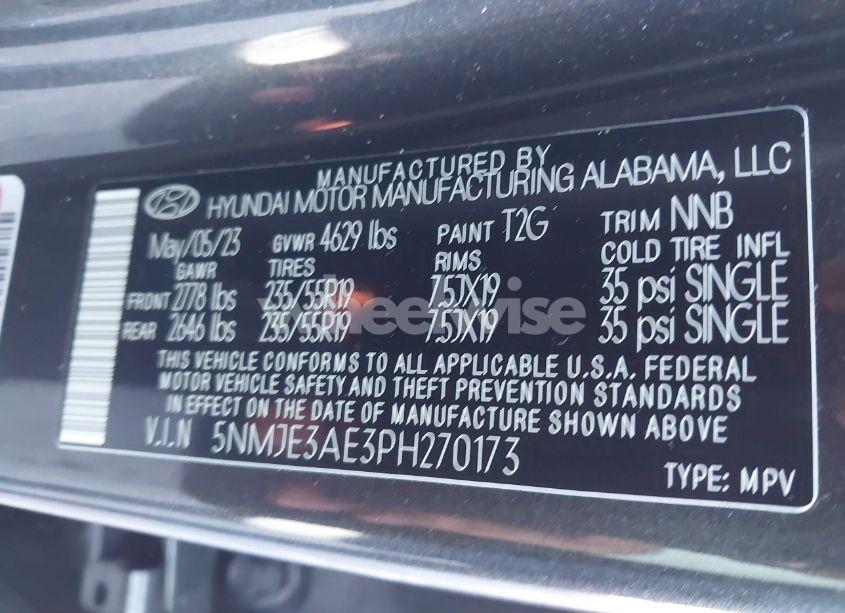 MANUFACTURED BY
HYUNDAI MOTOR MANUFACTURING ALABAMA, LLC
May/05/23 GVWR 4629 lbs PAINT T2G TRIM NNB
GAWR TIRES RIMS COLD TIRE INFL
FRONT 2778 lbs 235/55R19 7.5JX19 35 psi SINGLE
REAR 2646 lbs 235/55R19 7.5JX19 35 psi SINGLE
THIS VEHICLE CONFORMS TO ALL APPLICABLE U.S.A. FEDERAL
MOTOR VEHICLE SAFETY AND THEFT PREVENTION STANDARDS
IN EFFECT ON THE DATE OF MANUFACTURE SHOWN ABOVE
V.I.N 5NMJE3AE3PH270173
TYPE: MPV